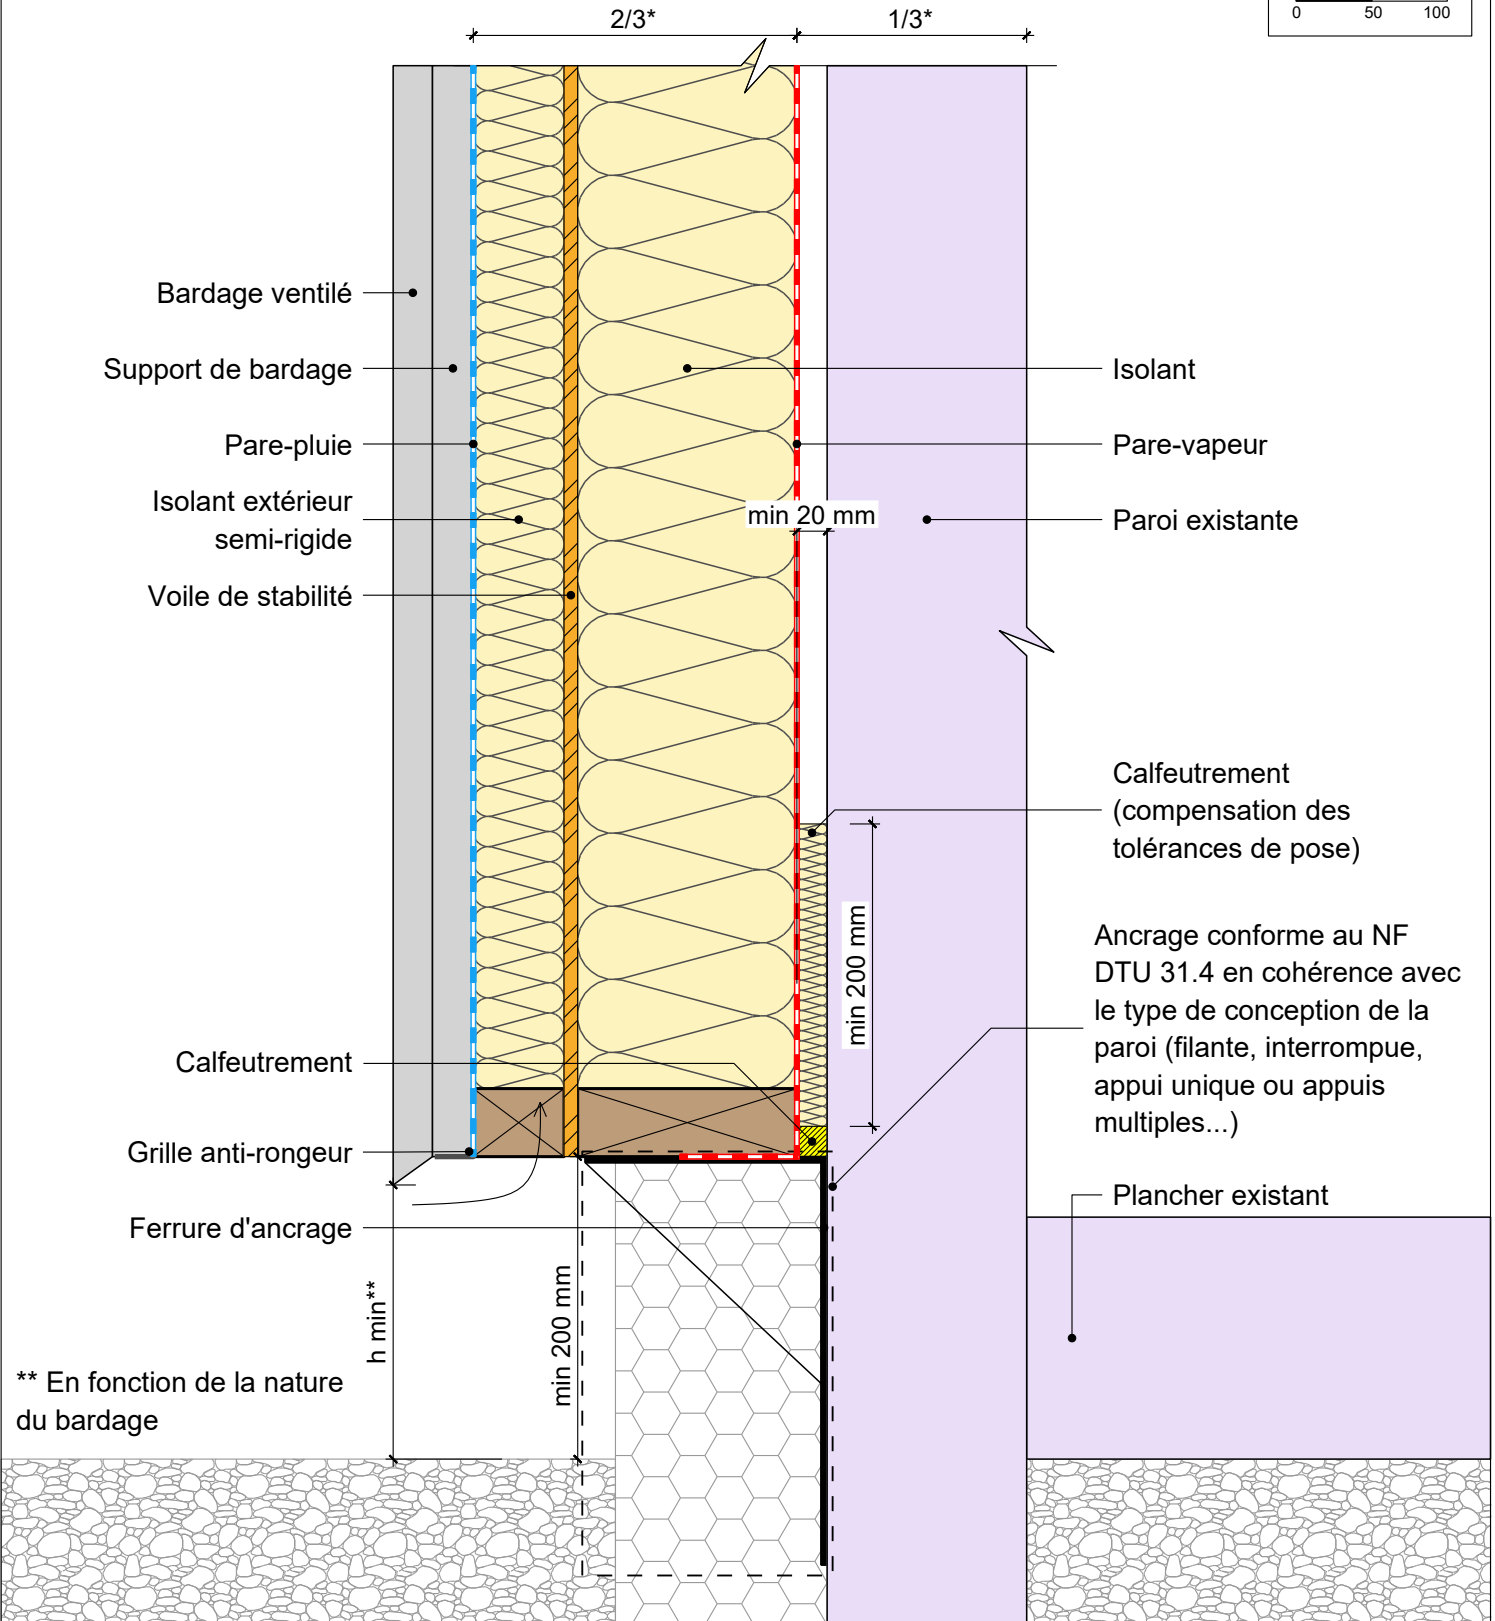 2/3*
1/3*
0 50 100
Bardage ventilé
Support de bardage
Isolant
Pare-pluie
Pare-vapeur
Isolant extérieur
semi-rigide
min 20 mm
Paroi existante
Voile de stabilité
Calfeutrement
(compensation des
tolérances de pose)
min 200 mm
Ancrage conforme au NF
DTU 31.4 en cohérence avec
le type de conception de la
paroi (filante, interrompue,
appui unique ou appuis
multiples...)
Calfeutrement
Grille anti-rongeur
Plancher existant
Ferrure d'ancrage
h min**
min 200 mm
** En fonction de la nature
du bardage